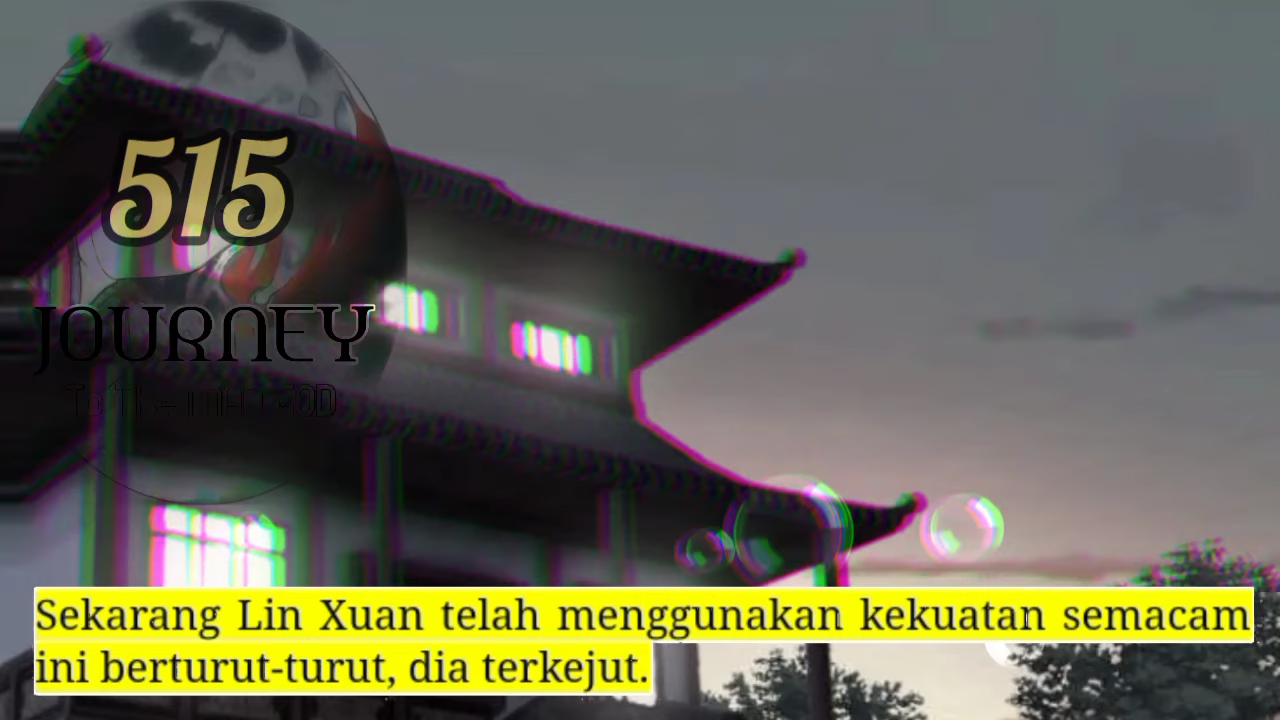 515
JOURNEY
Sekarang Lin Xuan telah menggunakan kekuatan semacam
ini berturut-turut, dia terkejut.